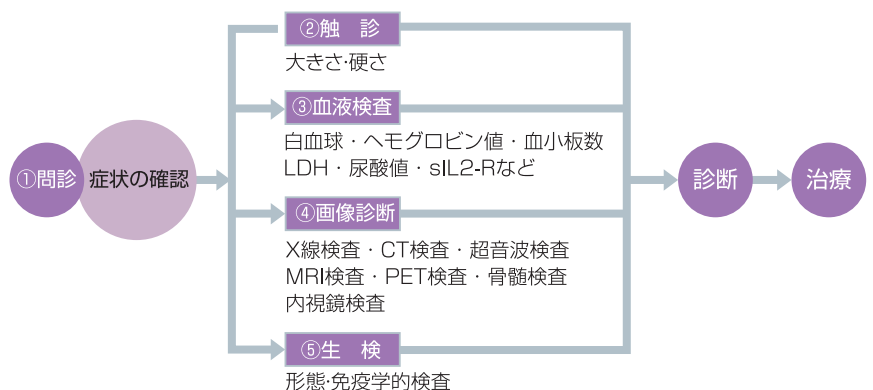 ①問診
症状の確認
②触　診
大きさ·硬さ
③血液検査
白血球・ヘモグロビン値・血小板数
LDH・尿酸値・sIL2-Rなど
④画像診断
X線検査・CT検査・超音波検査
MRI検査・PET検査・骨髄検査
内視鏡検査
⑤生　検
形態·免疫学的検査
診断
治療